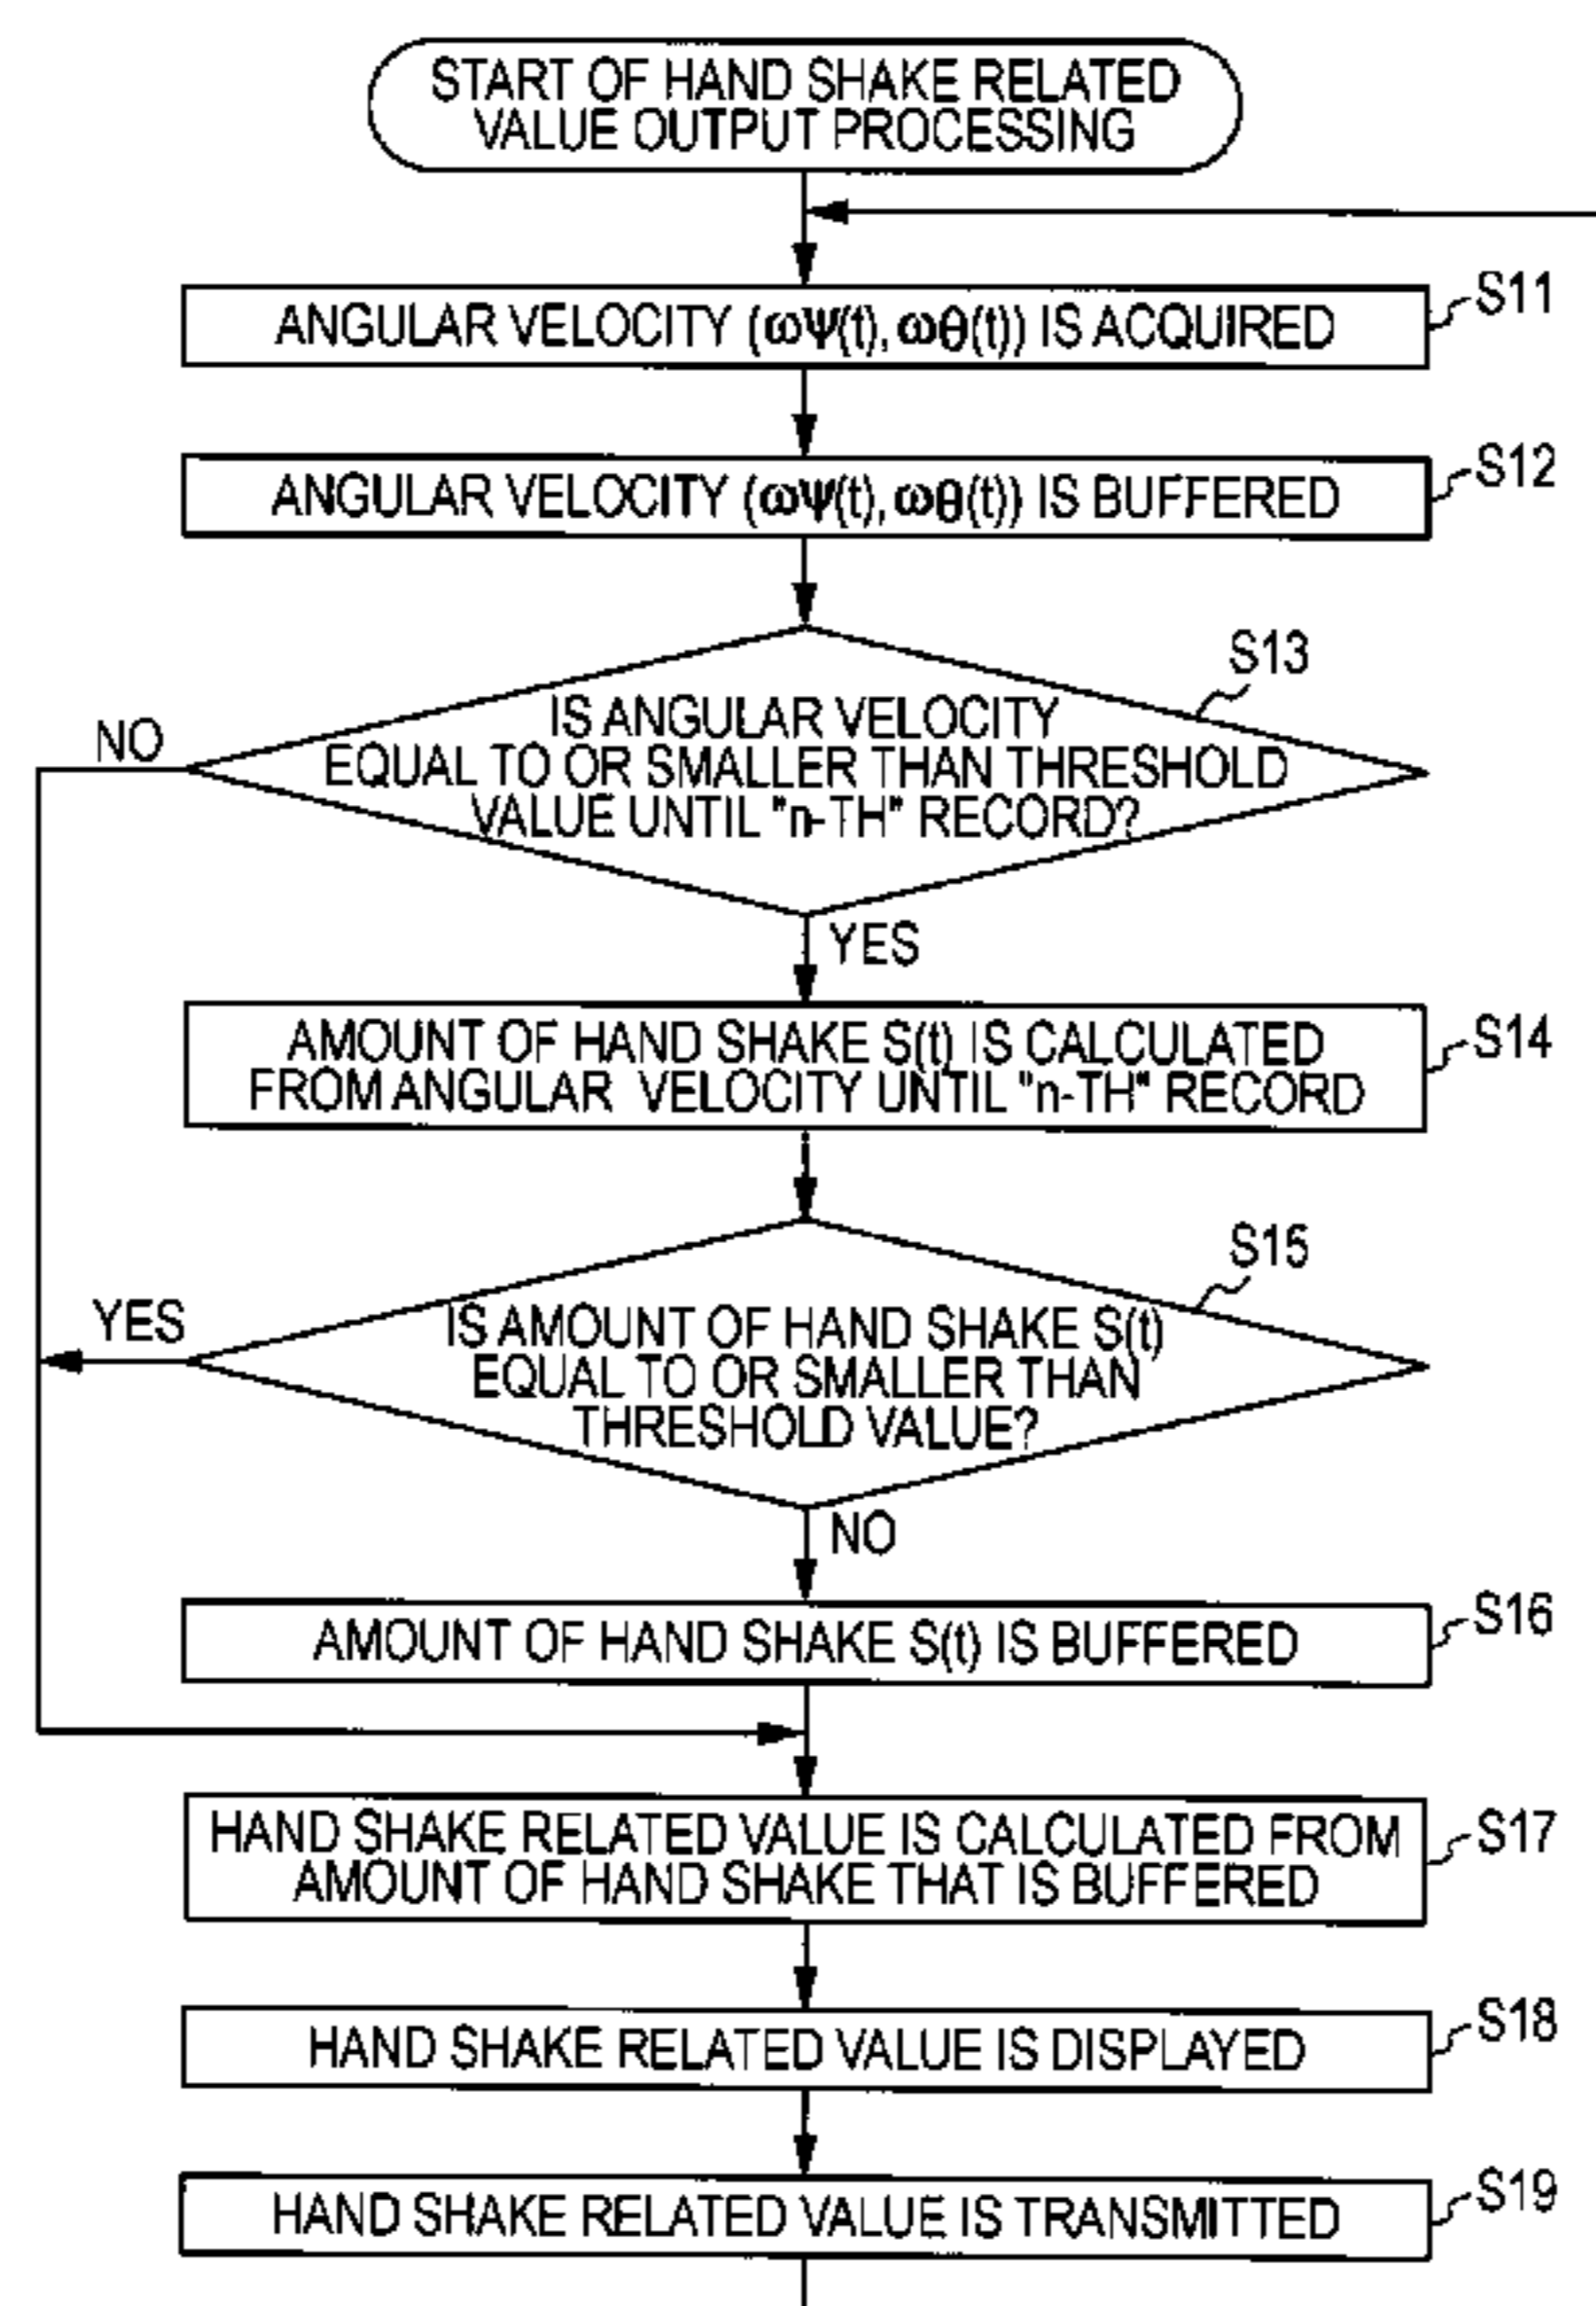 START OF HAND SHAKE RELATED
VALUE OUTPUT PROCESSING
S11
ANGULAR VELOCITY (ωΨ(t), ωθ(t)) IS ACQUIRED
S12
ANGULAR VELOCITY (ωΨ(t), ωθ(t)) IS BUFFERED
S13
IS ANGULAR VELOCITY
EQUAL TO OR SMALLER THAN THRESHOLD
VALUE UNTIL "n-TH" RECORD?
NO
YES
S14
AMOUNT OF HAND SHAKE S(t) IS CALCULATED
FROM ANGULAR VELOCITY UNTIL "n-TH" RECORD
S15
YES
IS AMOUNT OF HAND SHAKE S(t)
EQUAL TO OR SMALLER THAN
THRESHOLD VALUE?
NO
S16
AMOUNT OF HAND SHAKE S(t) IS BUFFERED
S17
HAND SHAKE RELATED VALUE IS CALCULATED FROM
AMOUNT OF HAND SHAKE THAT IS BUFFERED
S18
HAND SHAKE RELATED VALUE IS DISPLAYED
S19
HAND SHAKE RELATED VALUE IS TRANSMITTED